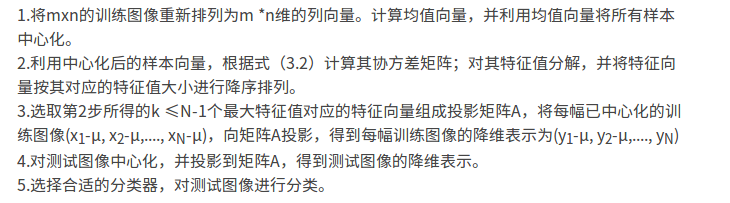 1.将mxn的训练图像重新排列为m *n维的列向量。计算均值向量，并利用均值向量将所有样本
中心化。
2.利用中心化后的样本向量，根据式（3.2）计算其协方差矩阵；对其特征值分解，并将特征向
量按其对应的特征值大小进行降序排列。
3.选取第2步所得的k ≤N-1个最大特征值对应的特征向量组成投影矩阵A，将每幅已中心化的训
练图像(x1-μ, x2-μ,...., xN-μ)，向矩阵A投影，得到每幅训练图像的降维表示为(y1-μ, y2-μ,...., yN)
4.对测试图像中心化，并投影到矩阵A，得到测试图像的降维表示。
5.选择合适的分类器，对测试图像进行分类。